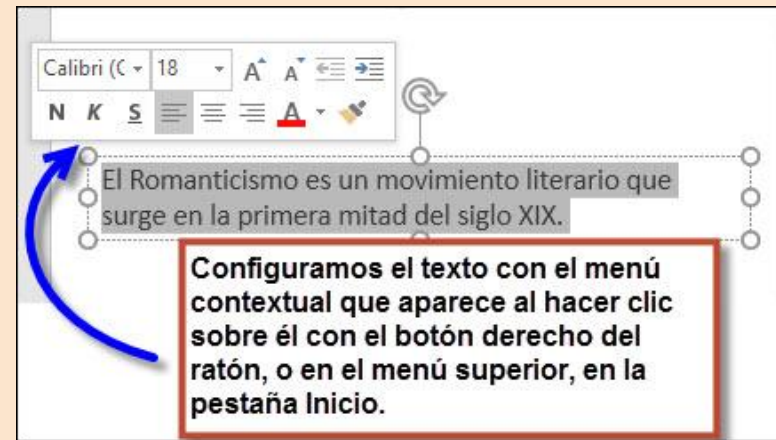 Calibri (C 18 A A
N K S A
El Romanticismo es un movimiento literario que
surge en la primera mitad del siglo XIX.
Configuramos el texto con el menú
contextual que aparece al hacer clic
sobre él con el botón derecho del
ratón, o en el menú superior, en la
pestaña Inicio.